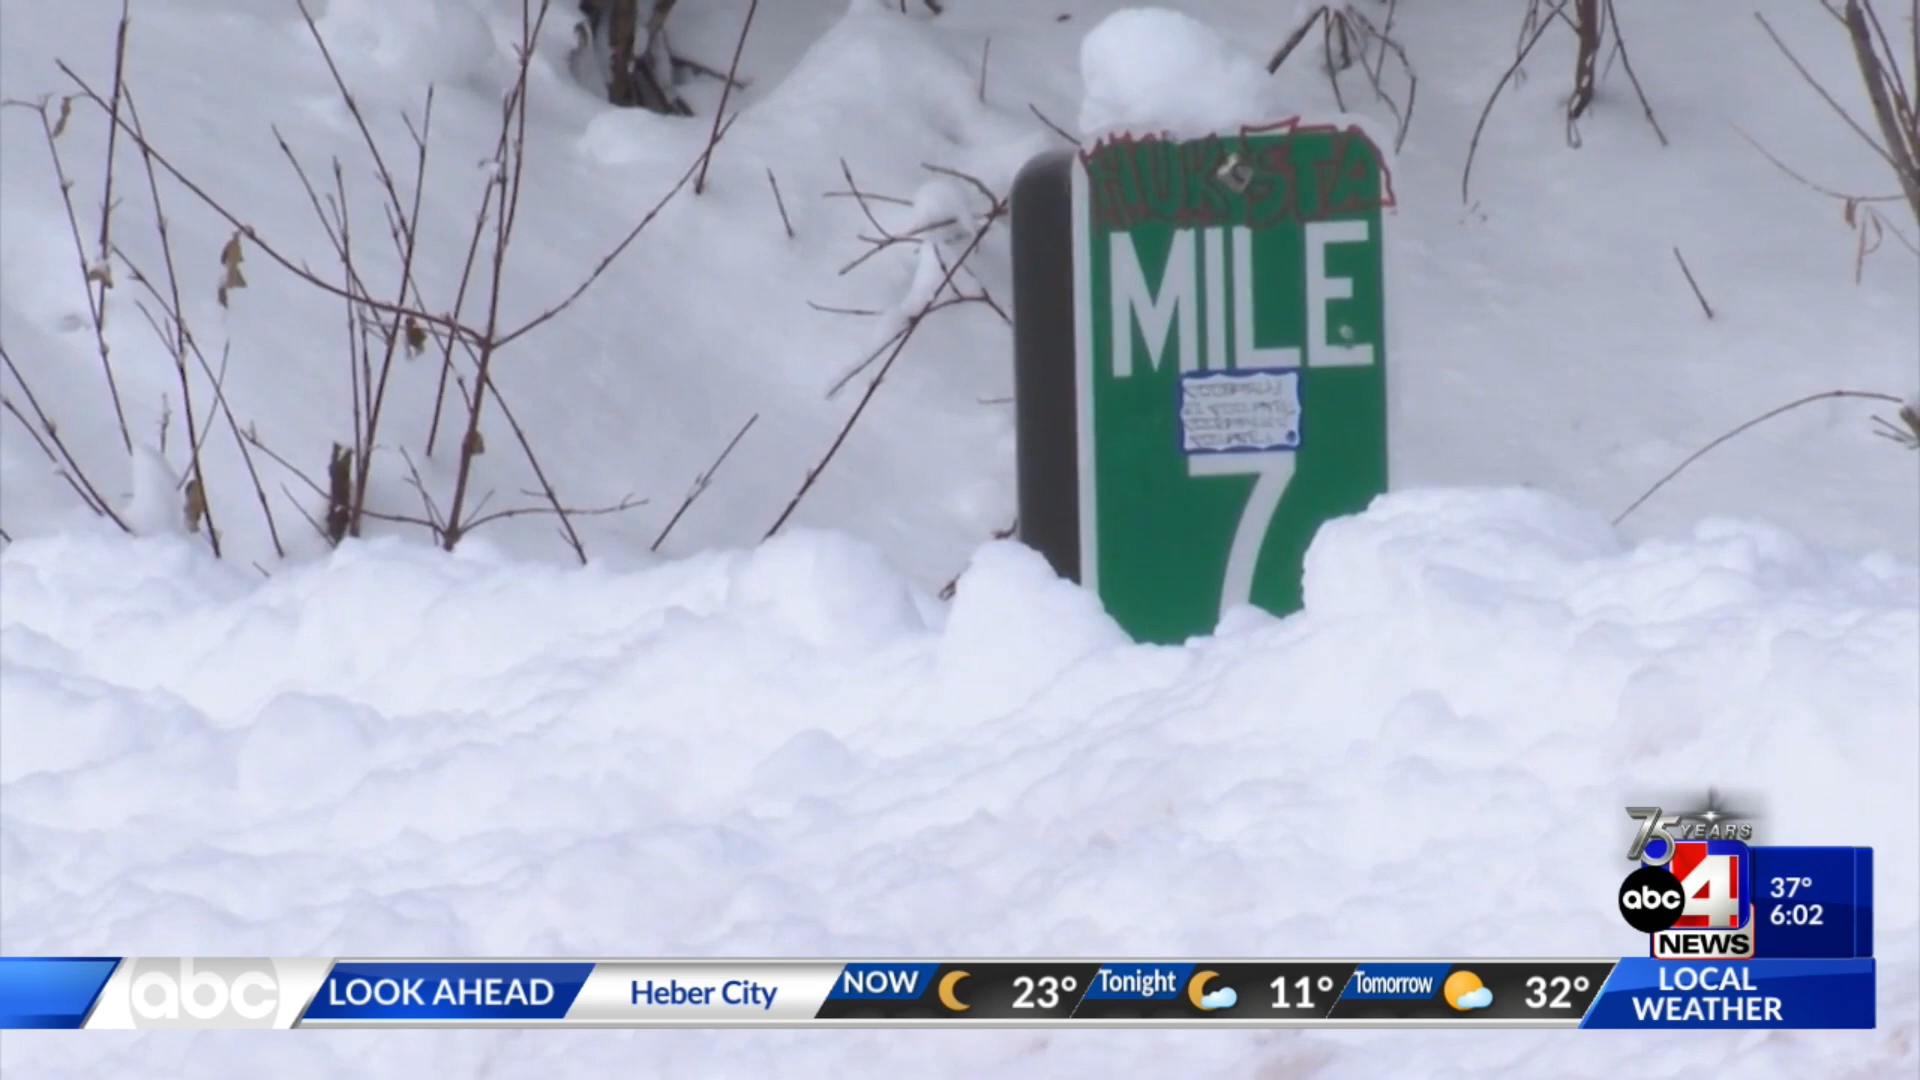 HUKSTA
MILE
7
75 YEARS
abc 4
NEWS
37°
6:02
abc LOOK AHEAD Heber City NOW 23° Tonight 11° Tomorrow 32°
LOCAL
WEATHER